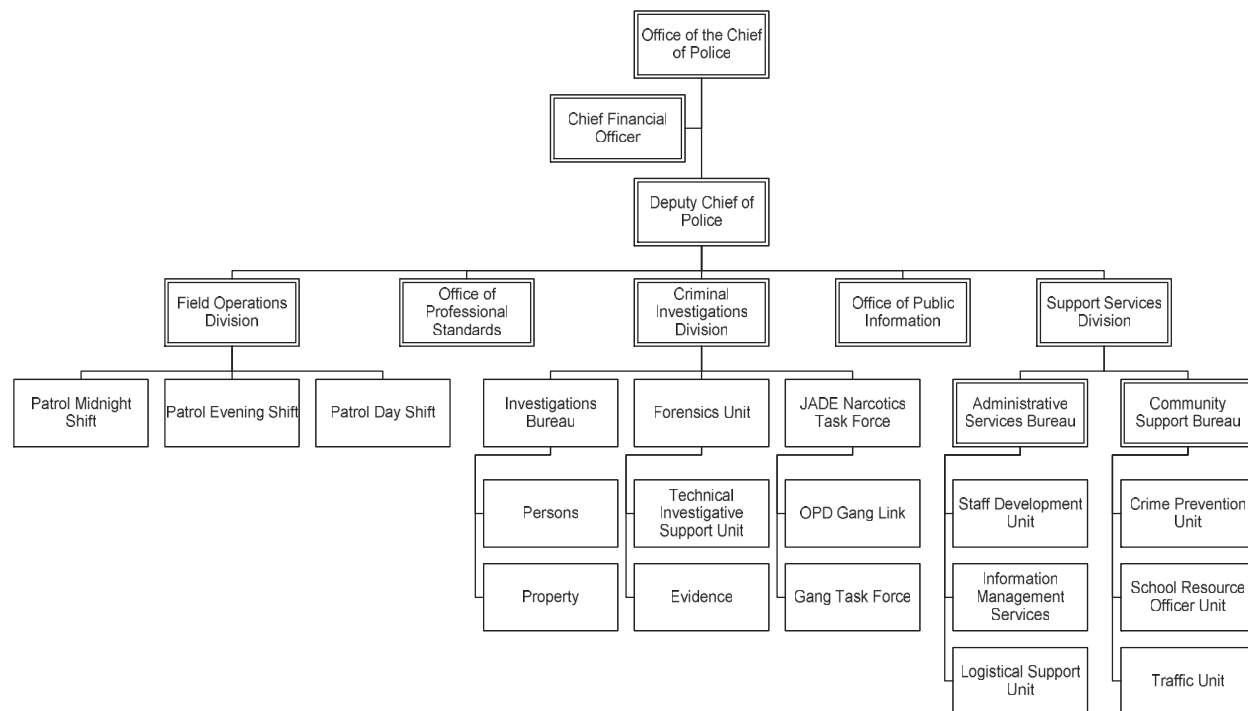 Office of the Chief
of Police
Chief Financial
Officer
Deputy Chief of
Police
Field Operations
Division
Office of
Professional
Standards
Criminal
Investigations
Division
Office of Public
Information
Support Services
Division
Patrol Midnight
Shift
Patrol Evening Shift
Patrol Day Shift
Investigations
Bureau
Forensics Unit
JADE Narcotics
Task Force
Administrative
Services Bureau
Community
Support Bureau
Persons
Technical
Investigative
Support Unit
OPD Gang Link
Staff Development
Unit
Crime Prevention
Unit
Property
Evidence
Gang Task Force
Information
Management
Services
School Resource
Officer Unit
Logistical Support
Unit
Traffic Unit